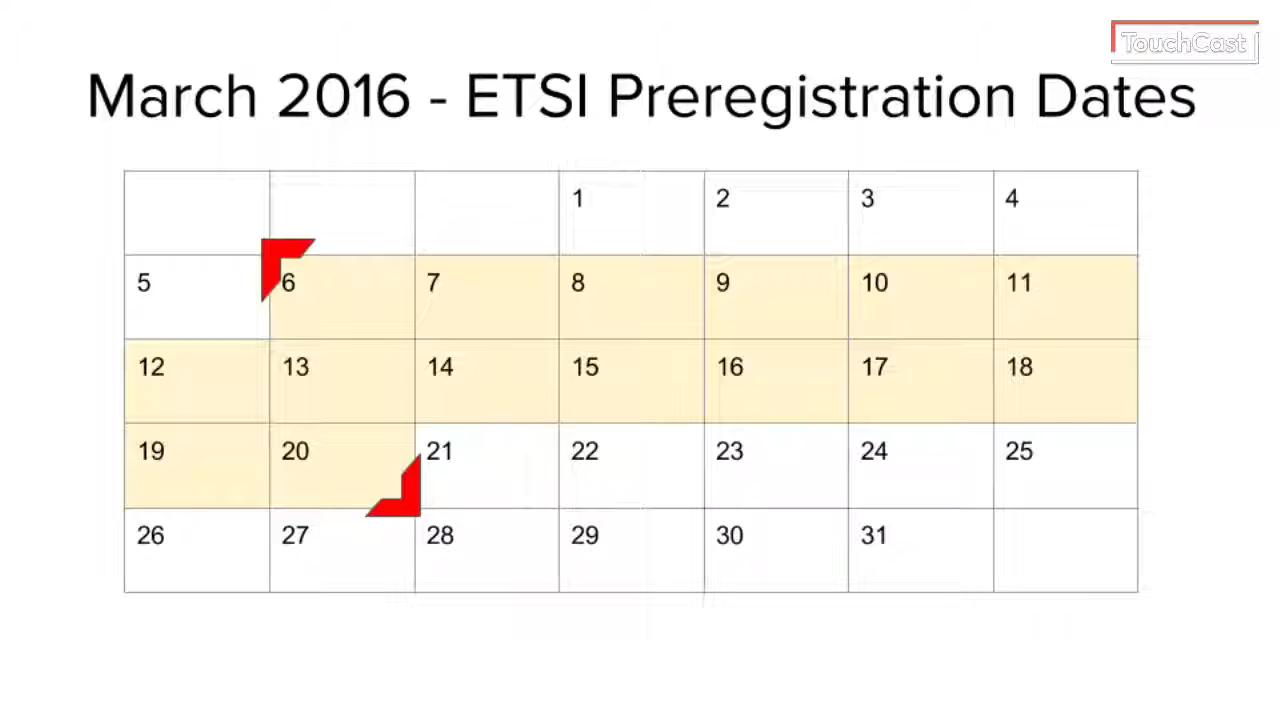 TouchCast
March 2016 - ETSI Preregistration Dates
1 2 3 4
5 6 7 8 9 10 11
12 13 14 15 16 17 18
19 20 21 22 23 24 25
26 27 28 29 30 31